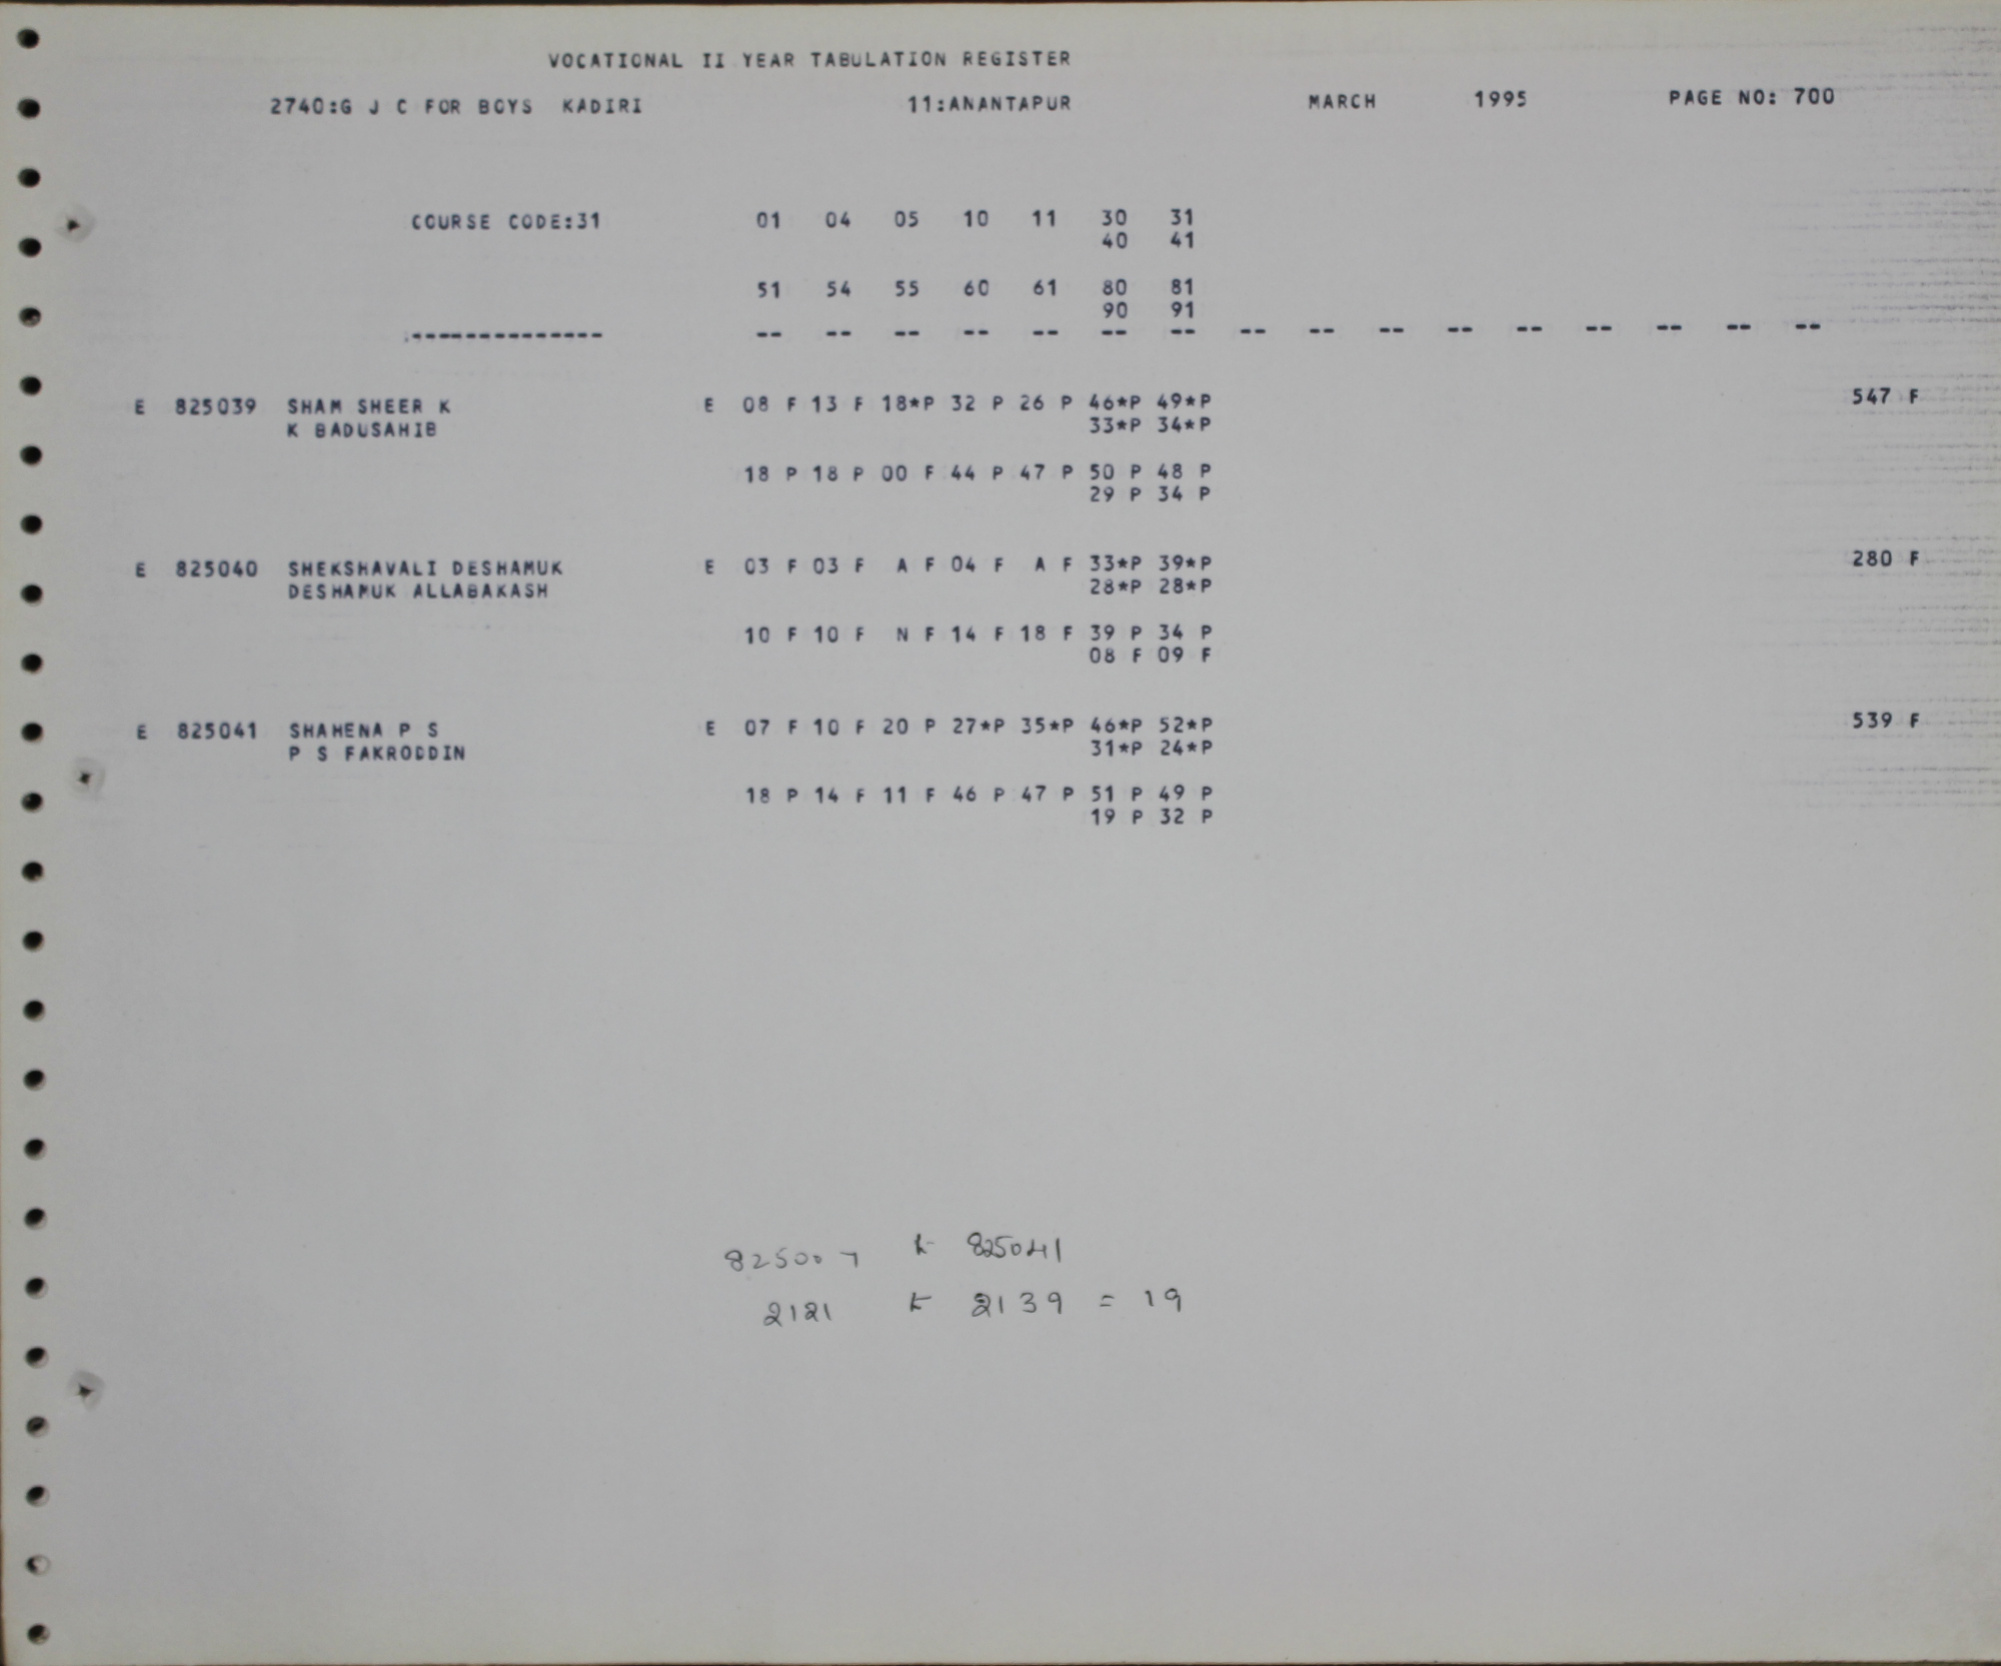 VOCATIONAL II YEAR TABULATION REGISTER
2740:G J C FOR BOYS KADIRI 11:ANANTAPUR MARCH 1995 PAGE NO: 700
COURSE CODE:31 01 04 05 10 11 30 31
40 41
51 54 55 60 61 80 81
90 91
-------------- -- -- -- -- -- -- -- -- -- -- -- -- -- -- -- --
E 825039 SHAM SHEER K E 08 F 13 F 18*P 32 P 26 P 46*P 49*P 547 F
K BADUSAHIB 33*P 34*P
18 P 18 P 00 F 44 P 47 P 50 P 48 P
29 P 34 P
E 825040 SHEKSHAVALI DESHAMUK E 03 F 03 F A F 04 F A F 33*P 39*P 280 F
DESHAMUK ALLABAKASH 28*P 28*P
10 F 10 F N F 14 F 18 F 39 P 34 P
08 F 09 F
E 825041 SHAHENA P S E 07 F 10 F 20 P 27*P 35*P 46*P 52*P 539 F
P S FAKRODDIN 31*P 24*P
18 P 14 F 11 F 46 P 47 P 51 P 49 P
19 P 32 P
825007 825041
2121 2139 = 19